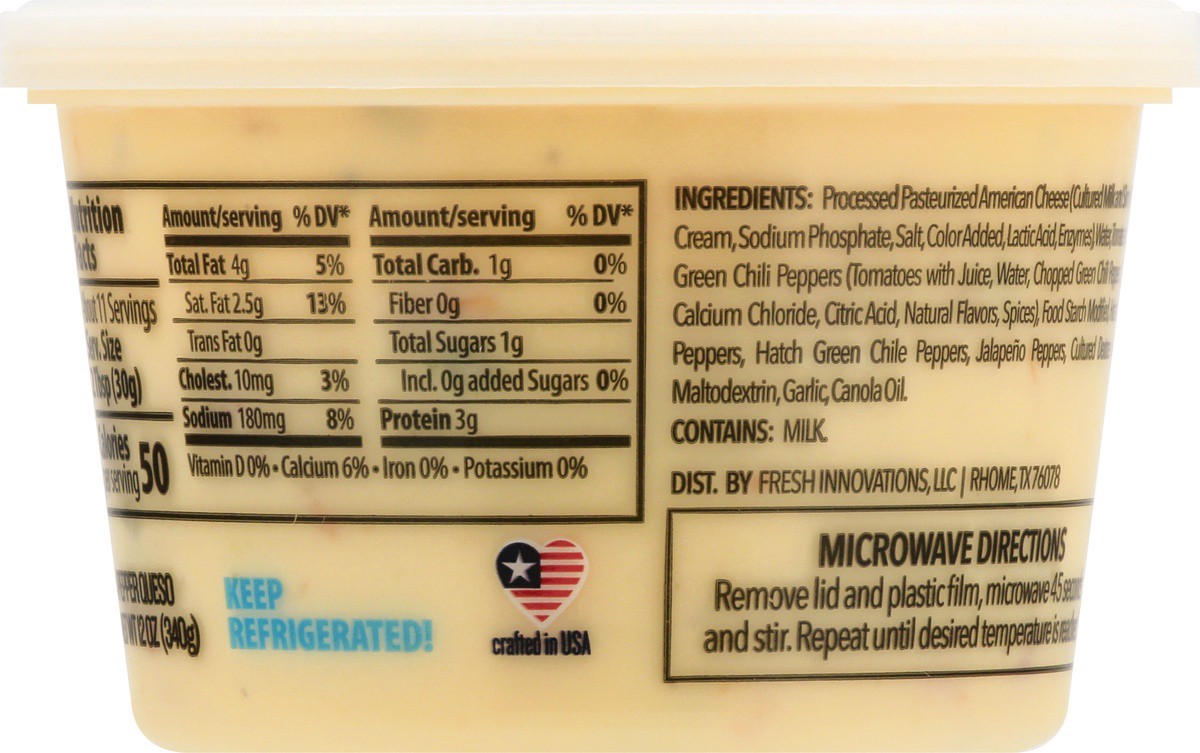 Amount/serving % DV* Amount/serving % DV*
Total Fat 4g 5% Total Carb. 1g 0%
Sat. Fat 2.5g 13% Fiber 0g 0%
Trans Fat 0g Total Sugars 1g
Cholest. 10mg 3% Incl. 0g added Sugars 0%
Sodium 180mg 8% Protein 3g
Vitamin D 0% • Calcium 6% • Iron 0% • Potassium 0%
11 Servings
Size
(30g)
50
QUESO
12 OZ (340g)
KEEP
REFRIGERATED!
crafted in USA
INGREDIENTS: Processed Pasteurized American Cheese (Cultured
Cream, Sodium Phosphate, Salt, Color Added, Lactic Acid, Enzymes), Water,
Green Chili Peppers (Tomatoes with Juice, Water, Chopped Green Chili
Calcium Chloride, Citric Acid, Natural Flavors, Spices), Food Starch Modified,
Peppers, Hatch Green Chile Peppers, Jalapeño Peppers, Cultured
Maltodextrin, Garlic, Canola Oil.
CONTAINS: MILK.
DIST. BY FRESH INNOVATIONS, LLC | RHOME, TX 76078
MICROWAVE DIRECTIONS
Remove lid and plastic film, microwave 45
and stir. Repeat until desired temperature is